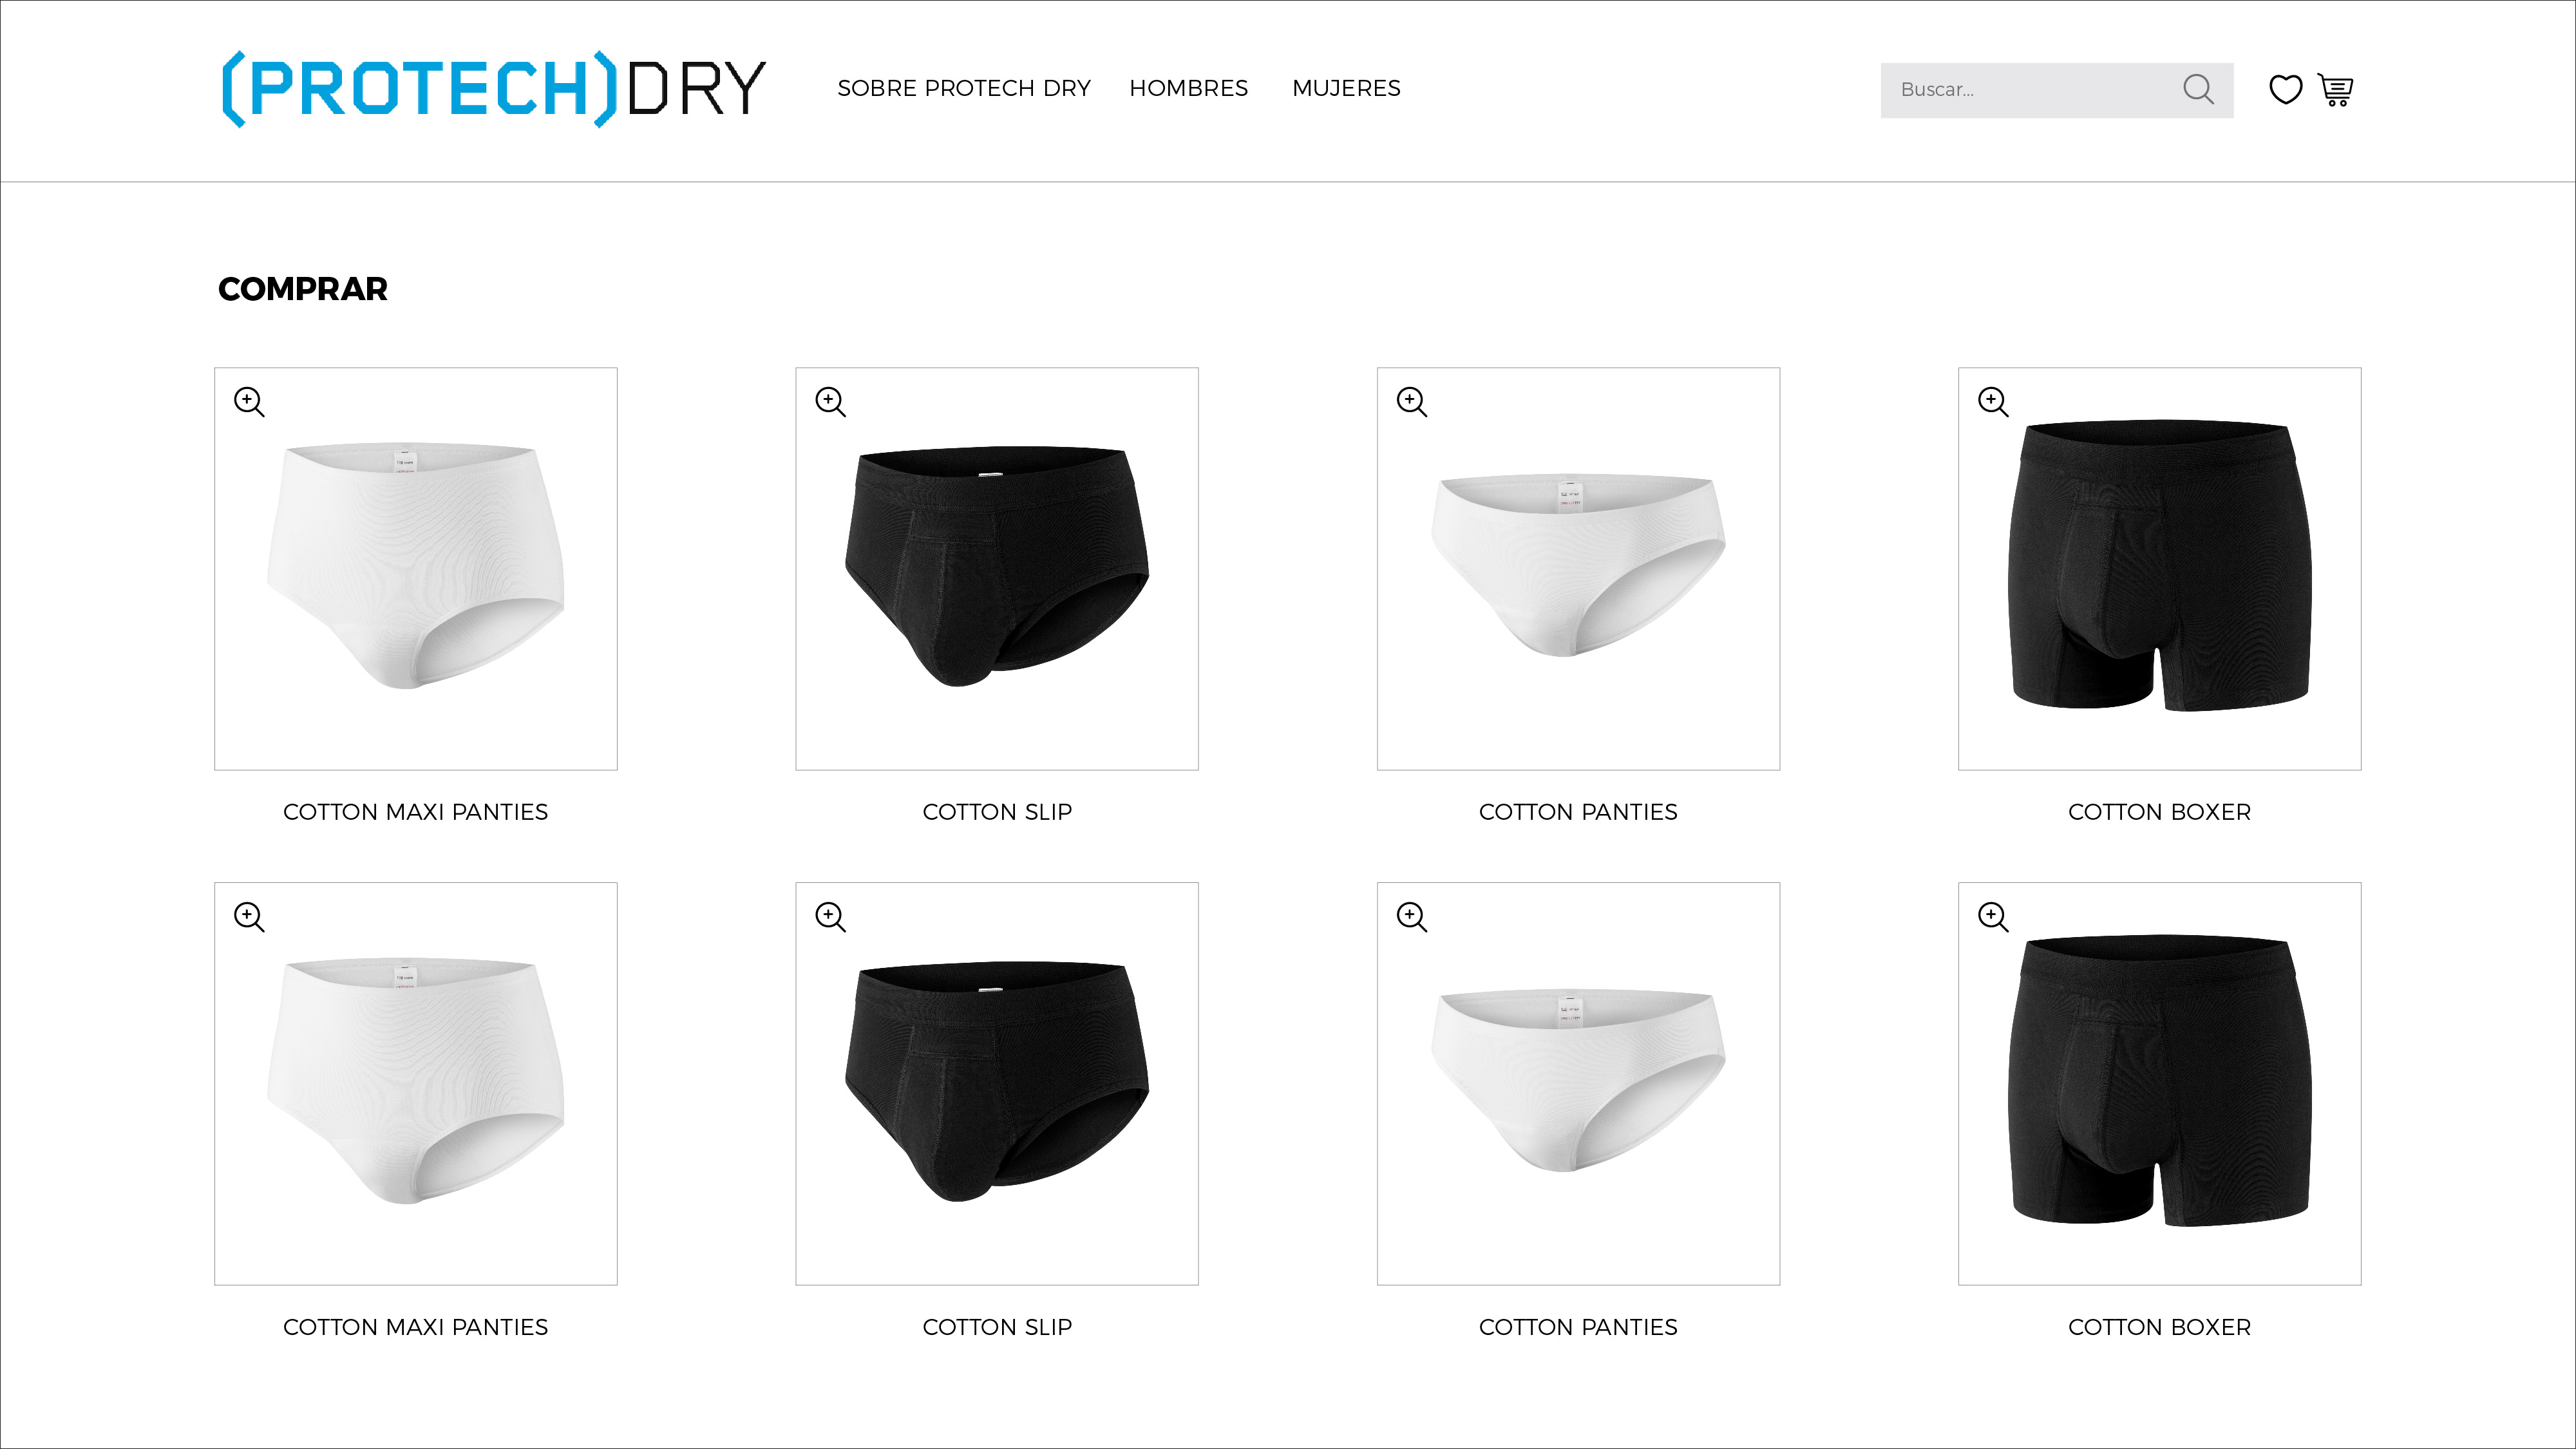 (PROTECH)DRY
SOBRE PROTECH DRY
HOMBRES
MUJERES
Buscar...
COMPRAR
COTTON MAXI PANTIES
COTTON SLIP
COTTON PANTIES
COTTON BOXER
COTTON MAXI PANTIES
COTTON SLIP
COTTON PANTIES
COTTON BOXER